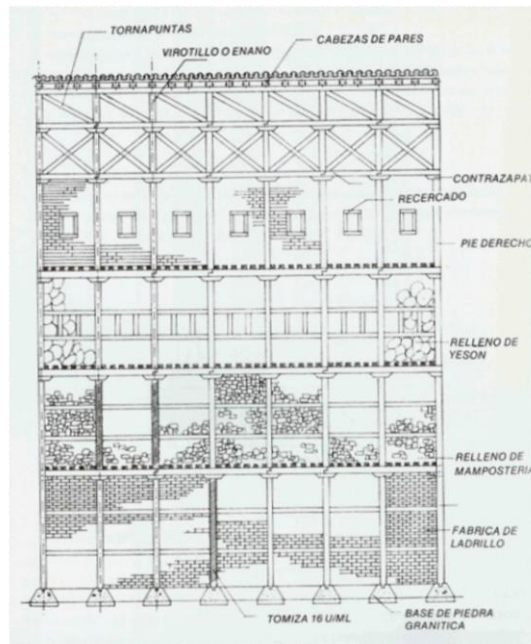 TORNAPUNTAS
VIROTILLO O ENANO
CABEZAS DE PARES
CONTRAZAPAT
RECERCADO
PIE DERECHO
RELLENO DE
YESON
RELLENO DE
MAMPOSTERIA
FABRICA DE
LADRILLO
TOMIZA 16 U/ML
BASE DE PIEDRA
GRANITICA